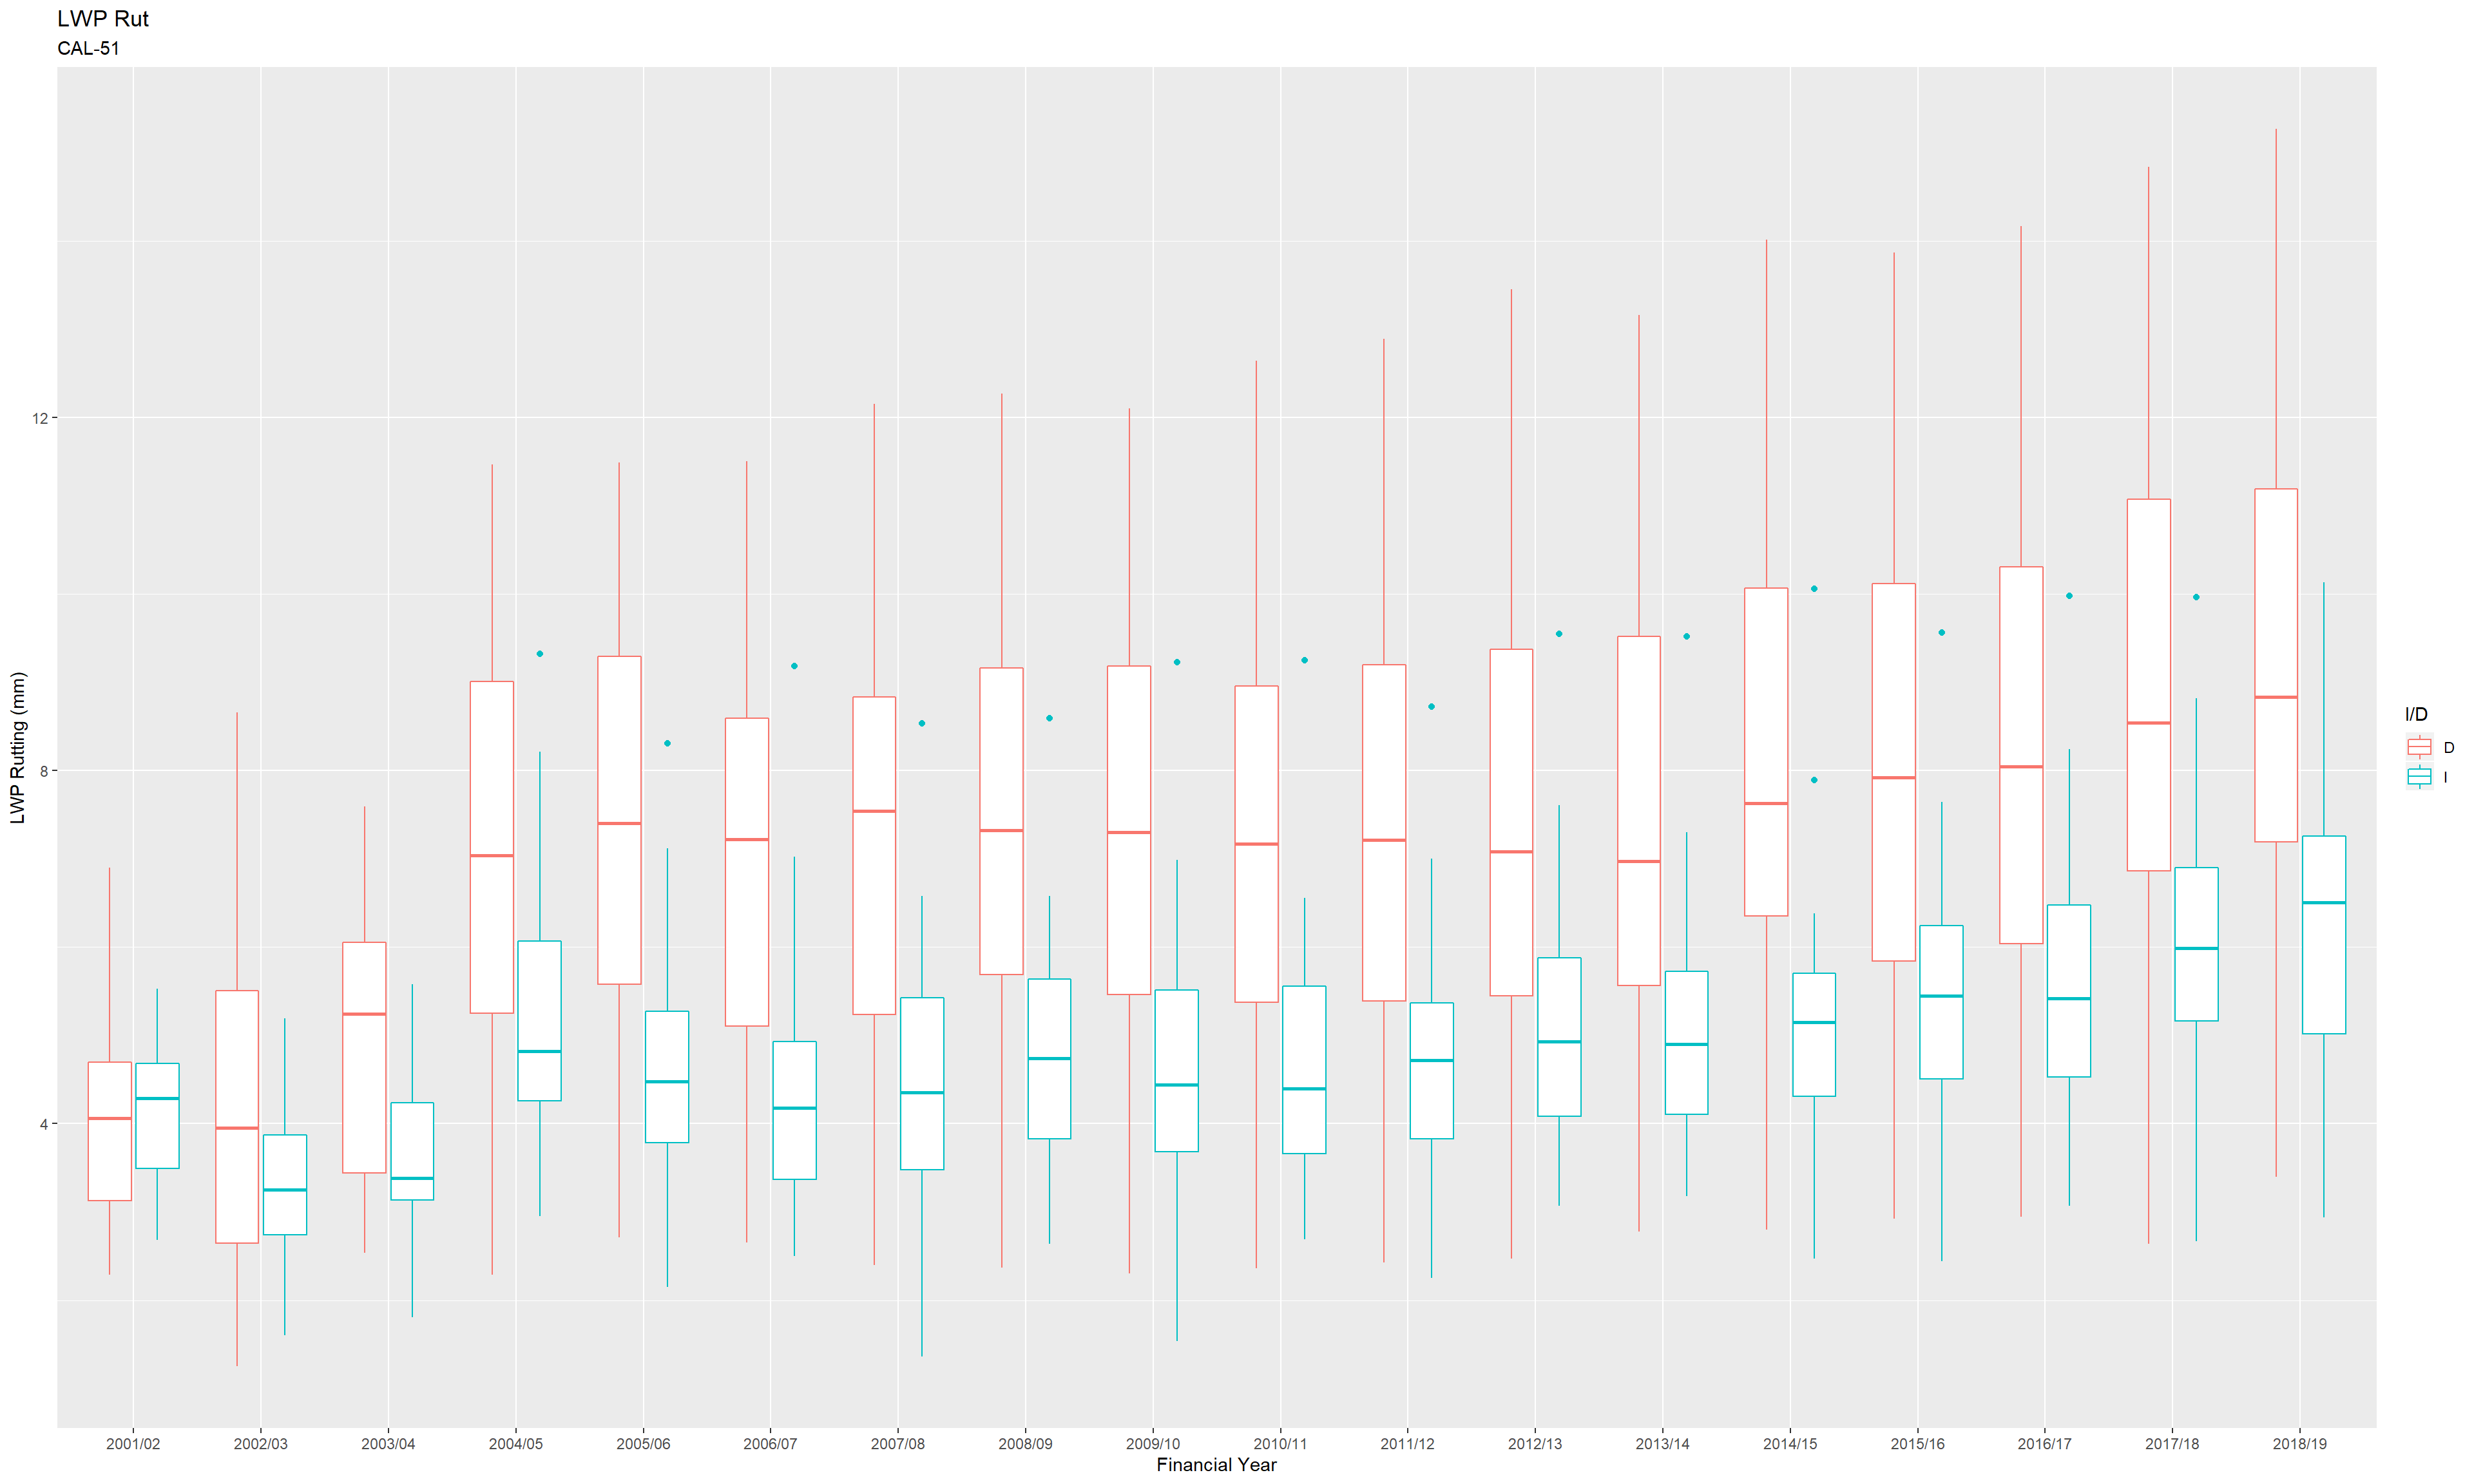 LWP Rut
CAL-51
LWP Rutting (mm)
12
8
4
2001/02 2002/03 2003/04 2004/05 2005/06 2006/07 2007/08 2008/09 2009/10 2010/11 2011/12 2012/13 2013/14 2014/15 2015/16 2016/17 2017/18 2018/19
Financial Year
I/D
D
I